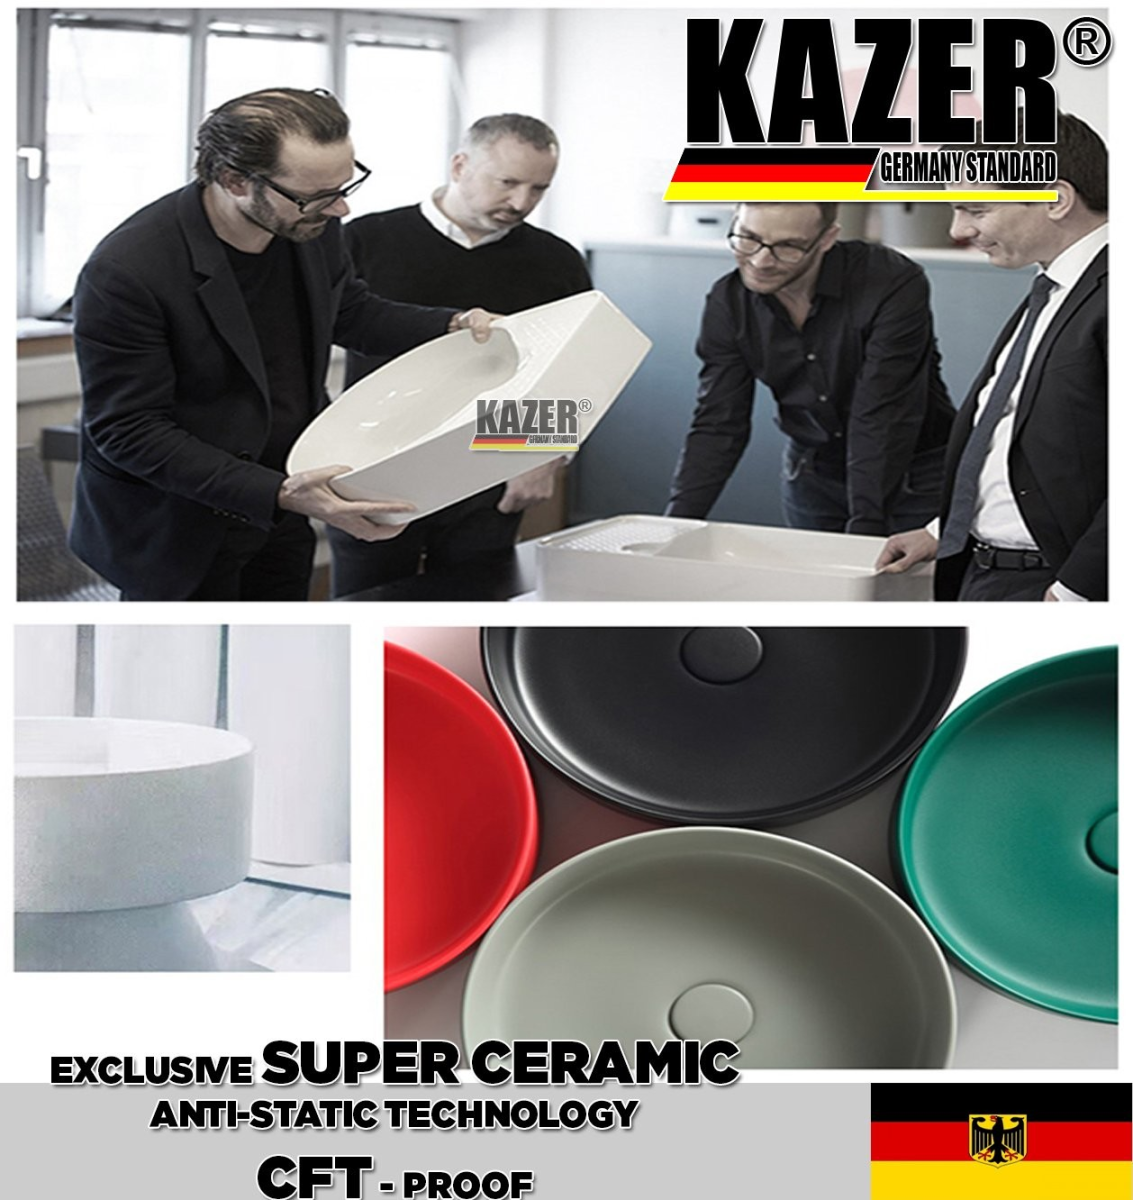 KAZER®
GERMANY STANDARD
KAZER®
GERMANY STANDARD
EXCLUSIVE SUPER CERAMIC
ANTI-STATIC TECHNOLOGY
CFT - PROOF